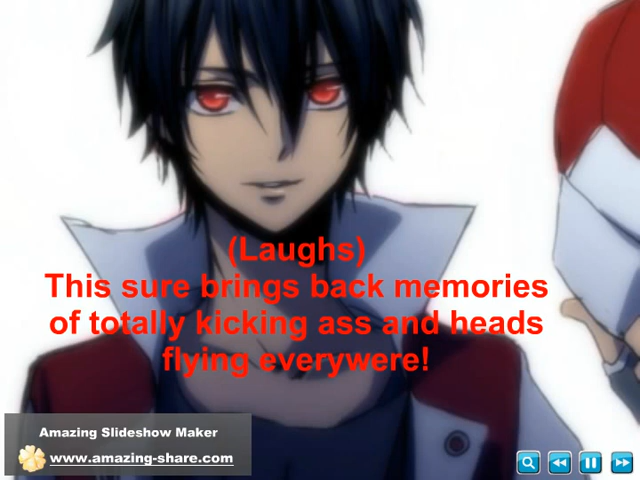 (Laughs)
This sure brings back memories
of totally kicking ass and heads
flying everywere!
Amazing Slideshow Maker
www.amazing-share.com